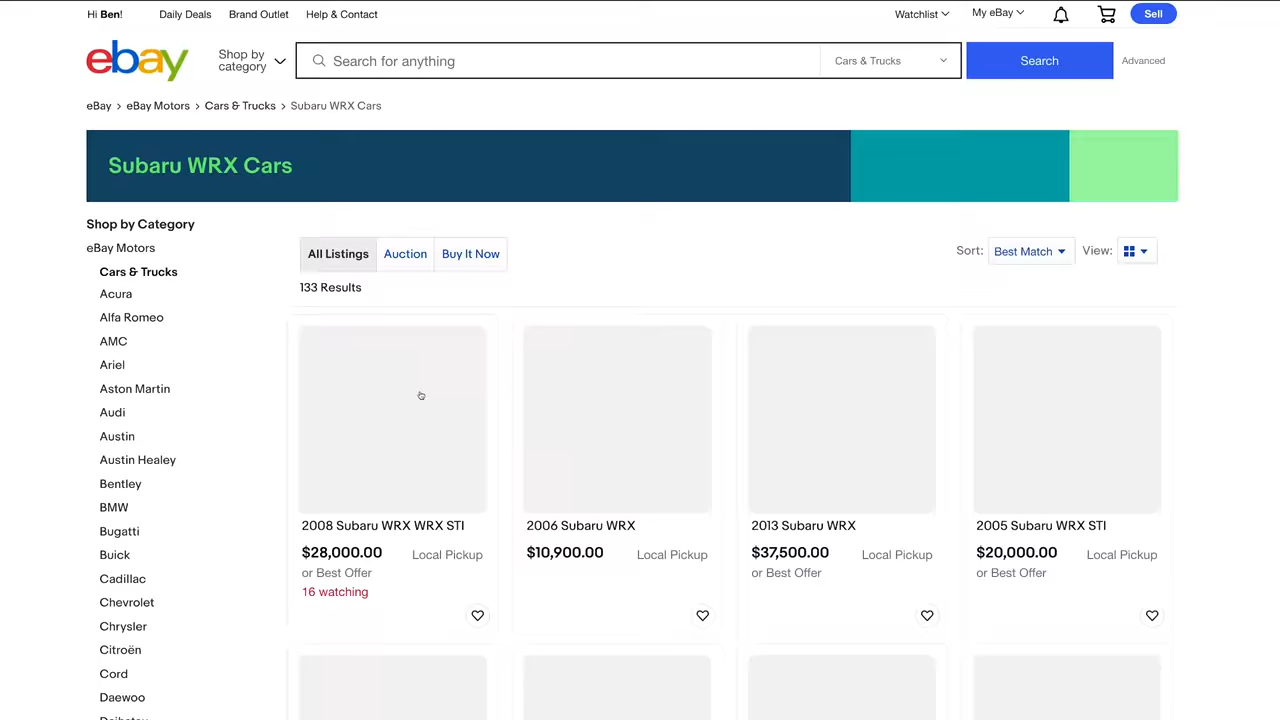 Hi Ben!
Daily Deals
Brand Outlet
Help & Contact
Watchlist
My eBay
Sell
ebay
Shop by category
Search for anything
Cars & Trucks
Search
Advanced
eBay > eBay Motors > Cars & Trucks > Subaru WRX Cars
Subaru WRX Cars
Shop by Category
eBay Motors
Cars & Trucks
Acura
Alfa Romeo
AMC
Ariel
Aston Martin
Audi
Austin
Austin Healey
Bentley
BMW
Bugatti
Buick
Cadillac
Chevrolet
Chrysler
Citroën
Cord
Daewoo
All Listings
Auction
Buy It Now
Sort: Best Match
View:
133 Results
2008 Subaru WRX WRX STI
$28,000.00
Local Pickup
or Best Offer
16 watching
2006 Subaru WRX
$10,900.00
Local Pickup
2013 Subaru WRX
$37,500.00
Local Pickup
or Best Offer
2005 Subaru WRX STI
$20,000.00
Local Pickup
or Best Offer